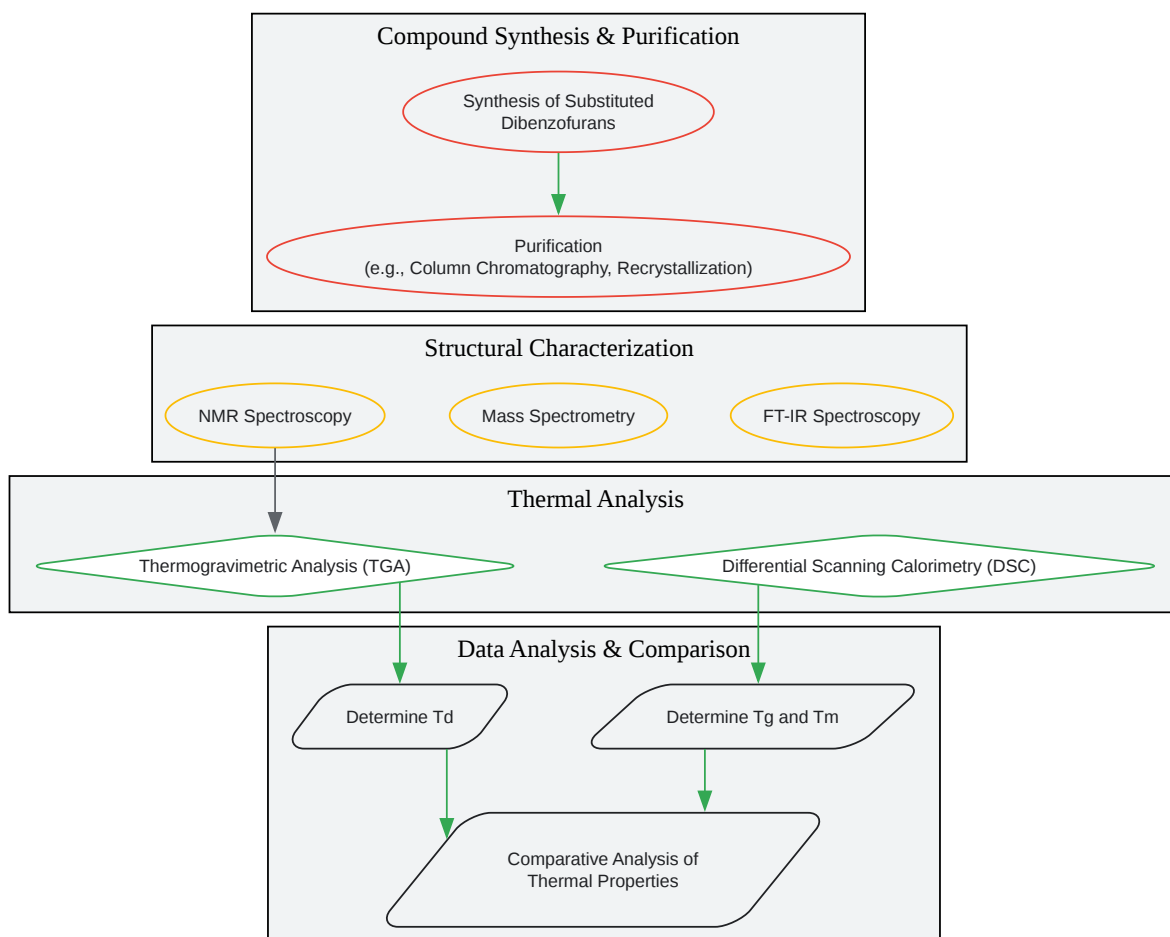 Compound Synthesis & Purification
Synthesis of Substituted
Dibenzofurans
Purification
(e.g., Column Chromatography, Recrystallization)
Structural Characterization
NMR Spectroscopy
Mass Spectrometry
FT-IR Spectroscopy
Thermal Analysis
Thermogravimetric Analysis (TGA)
Differential Scanning Calorimetry (DSC)
Data Analysis & Comparison
Determine Td
Determine Tg and Tm
Comparative Analysis of
Thermal Properties